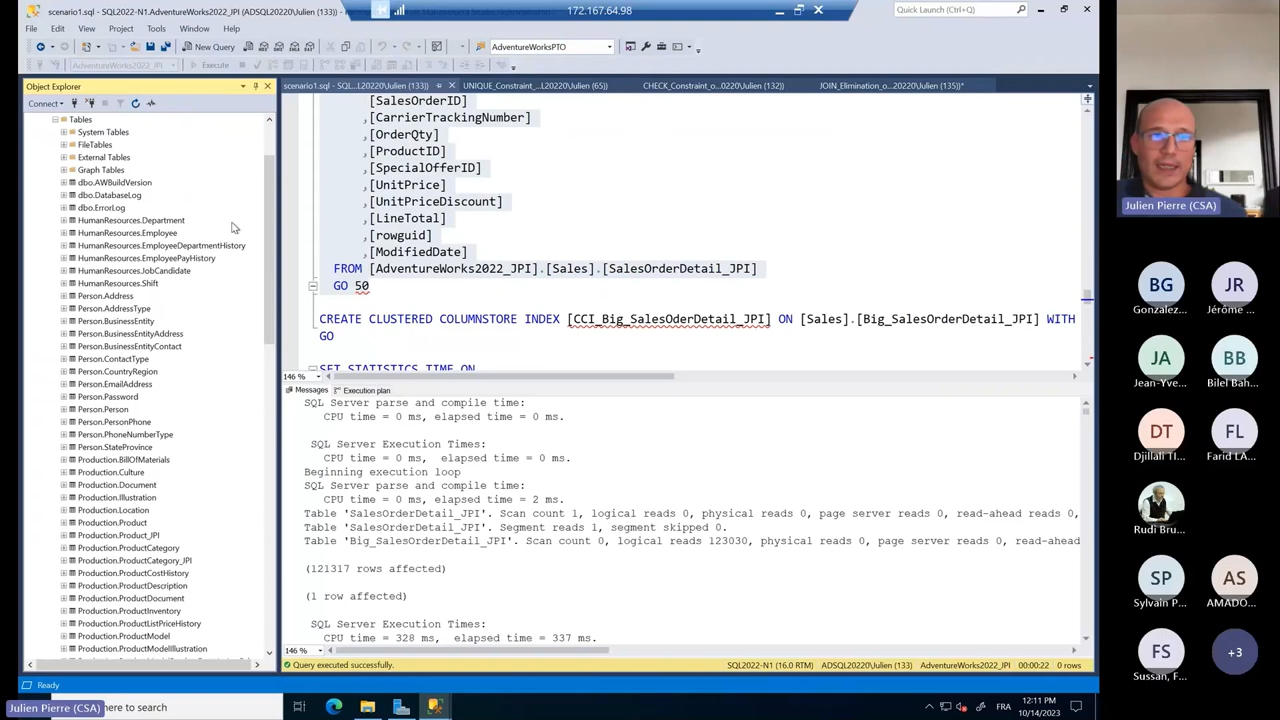 scenario1.sql - SQL2022-N1.AdventureWorks2022_JPI (ADSQL20220\Julien (133))
172.167.64.98
Quick Launch (Ctrl+Q)
File Edit View Project Tools Window Help
New Query
AdventureWorksPTO
AdventureWorks2022_JPI
Execute
Object Explorer
Connect
Tables
System Tables
FileTables
External Tables
Graph Tables
dbo.AWBuildVersion
dbo.DatabaseLog
dbo.ErrorLog
HumanResources.Department
HumanResources.Employee
HumanResources.EmployeeDepartmentHistory
HumanResources.EmployeePayHistory
HumanResources.JobCandidate
HumanResources.Shift
Person.Address
Person.AddressType
Person.BusinessEntity
Person.BusinessEntityAddress
Person.BusinessEntityContact
Person.ContactType
Person.CountryRegion
Person.EmailAddress
Person.Password
Person.Person
Person.PersonPhone
Person.PhoneNumberType
Person.StateProvince
Production.BillOfMaterials
Production.Culture
Production.Document
Production.Illustration
Production.Location
Production.Product
Production.Product_JPI
Production.ProductCategory
Production.ProductCategory_JPI
Production.ProductCostHistory
Production.ProductDescription
Production.ProductDocument
Production.ProductInventory
Production.ProductListPriceHistory
Production.ProductModel
Production.ProductModelIllustration
scenario1.sql - SQL...L20220\Julien (133)) UNIQUE_Constraint_...L20220\Julien (65)) CHECK_Constraint_o...0220\Julien (132)) JOIN_Elimination_o...20220\Julien (135))*
[SalesOrderID]
,[CarrierTrackingNumber]
,[OrderQty]
,[ProductID]
,[SpecialOfferID]
,[UnitPrice]
,[UnitPriceDiscount]
,[LineTotal]
,[rowguid]
,[ModifiedDate]
FROM [AdventureWorks2022_JPI].[Sales].[SalesOrderDetail_JPI]
GO 50
CREATE CLUSTERED COLUMNSTORE INDEX [CCI_Big_SalesOderDetail_JPI] ON [Sales].[Big_SalesOrderDetail_JPI] WITH
GO
SET STATISTICS TIME ON
146 %
Messages Execution plan
SQL Server parse and compile time:
CPU time = 0 ms, elapsed time = 0 ms.
SQL Server Execution Times:
CPU time = 0 ms, elapsed time = 0 ms.
Beginning execution loop
SQL Server parse and compile time:
CPU time = 0 ms, elapsed time = 2 ms.
Table 'SalesOrderDetail_JPI'. Scan count 1, logical reads 0, physical reads 0, page server reads 0, read-ahead reads 0,
Table 'SalesOrderDetail_JPI'. Segment reads 1, segment skipped 0.
Table 'Big_SalesOrderDetail_JPI'. Scan count 0, logical reads 123030, physical reads 0, page server reads 0, read-ahead
(121317 rows affected)
(1 row affected)
SQL Server Execution Times:
CPU time = 328 ms, elapsed time = 337 ms.
146 %
Query executed successfully.
SQL2022-N1 (16.0 RTM) ADSQL20220\Julien (133) AdventureWorks2022_JPI 00:00:22 0 rows
Ready
Julien Pierre (CSA)
here to search
FRA
12:11 PM
10/14/2023
Julien Pierre (CSA)
BG
Gonzalez...
JR
Jérôme ...
JA
Jean-Yve...
BB
Bilel Bah...
DT
Djillali TI...
FL
Farid LA...
Rudi Bru...
SP
Sylvain P...
AS
AMADO...
FS
Sussan, F...
+3